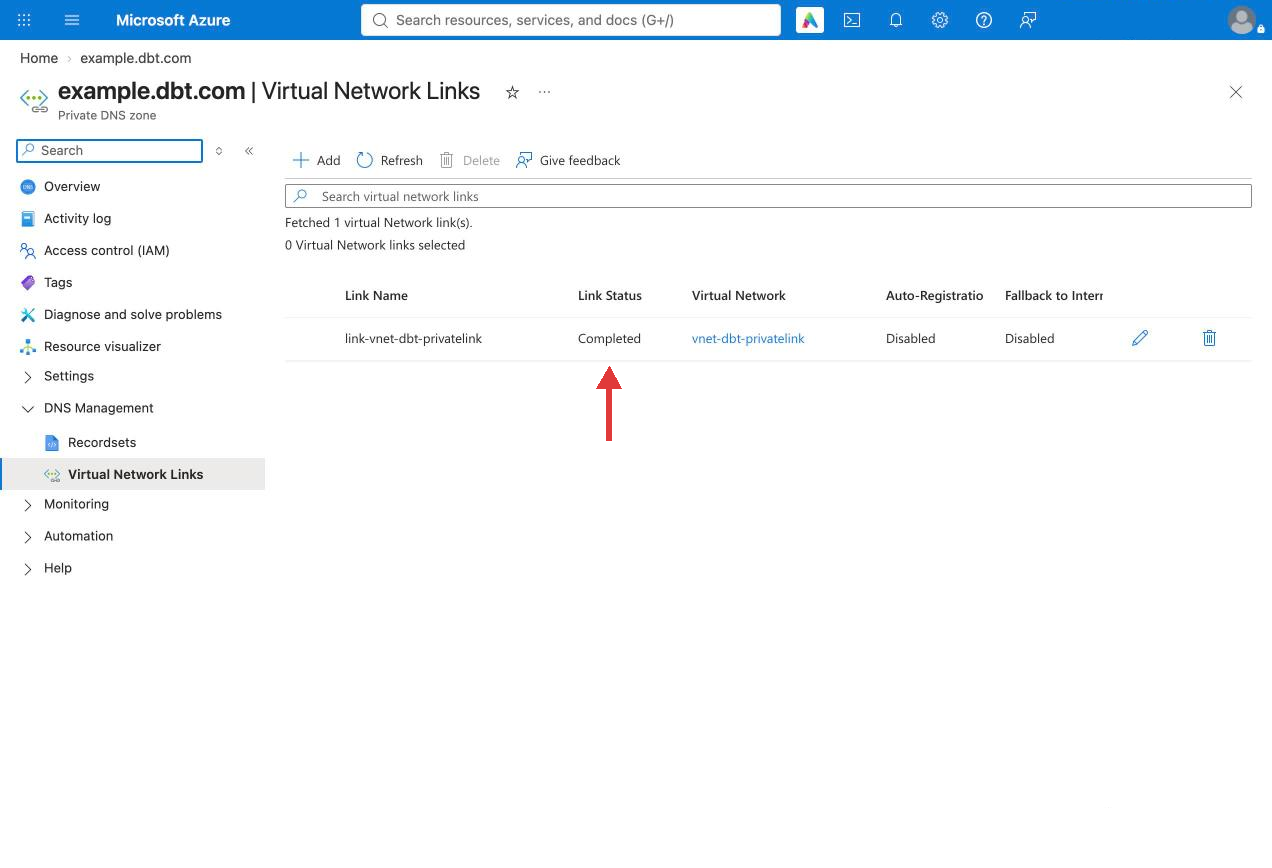 Microsoft Azure
Search resources, services, and docs (G+/)
Home › example.dbt.com
example.dbt.com | Virtual Network Links
Private DNS zone
Search
Overview
Activity log
Access control (IAM)
Tags
Diagnose and solve problems
Resource visualizer
Settings
DNS Management
Recordsets
Virtual Network Links
Monitoring
Automation
Help
Add Refresh Delete Give feedback
Search virtual network links
Fetched 1 virtual Network link(s).
0 Virtual Network links selected
Link Name Link Status Virtual Network Auto-Registratio Fallback to Interr
link-vnet-dbt-privatelink Completed vnet-dbt-privatelink Disabled Disabled